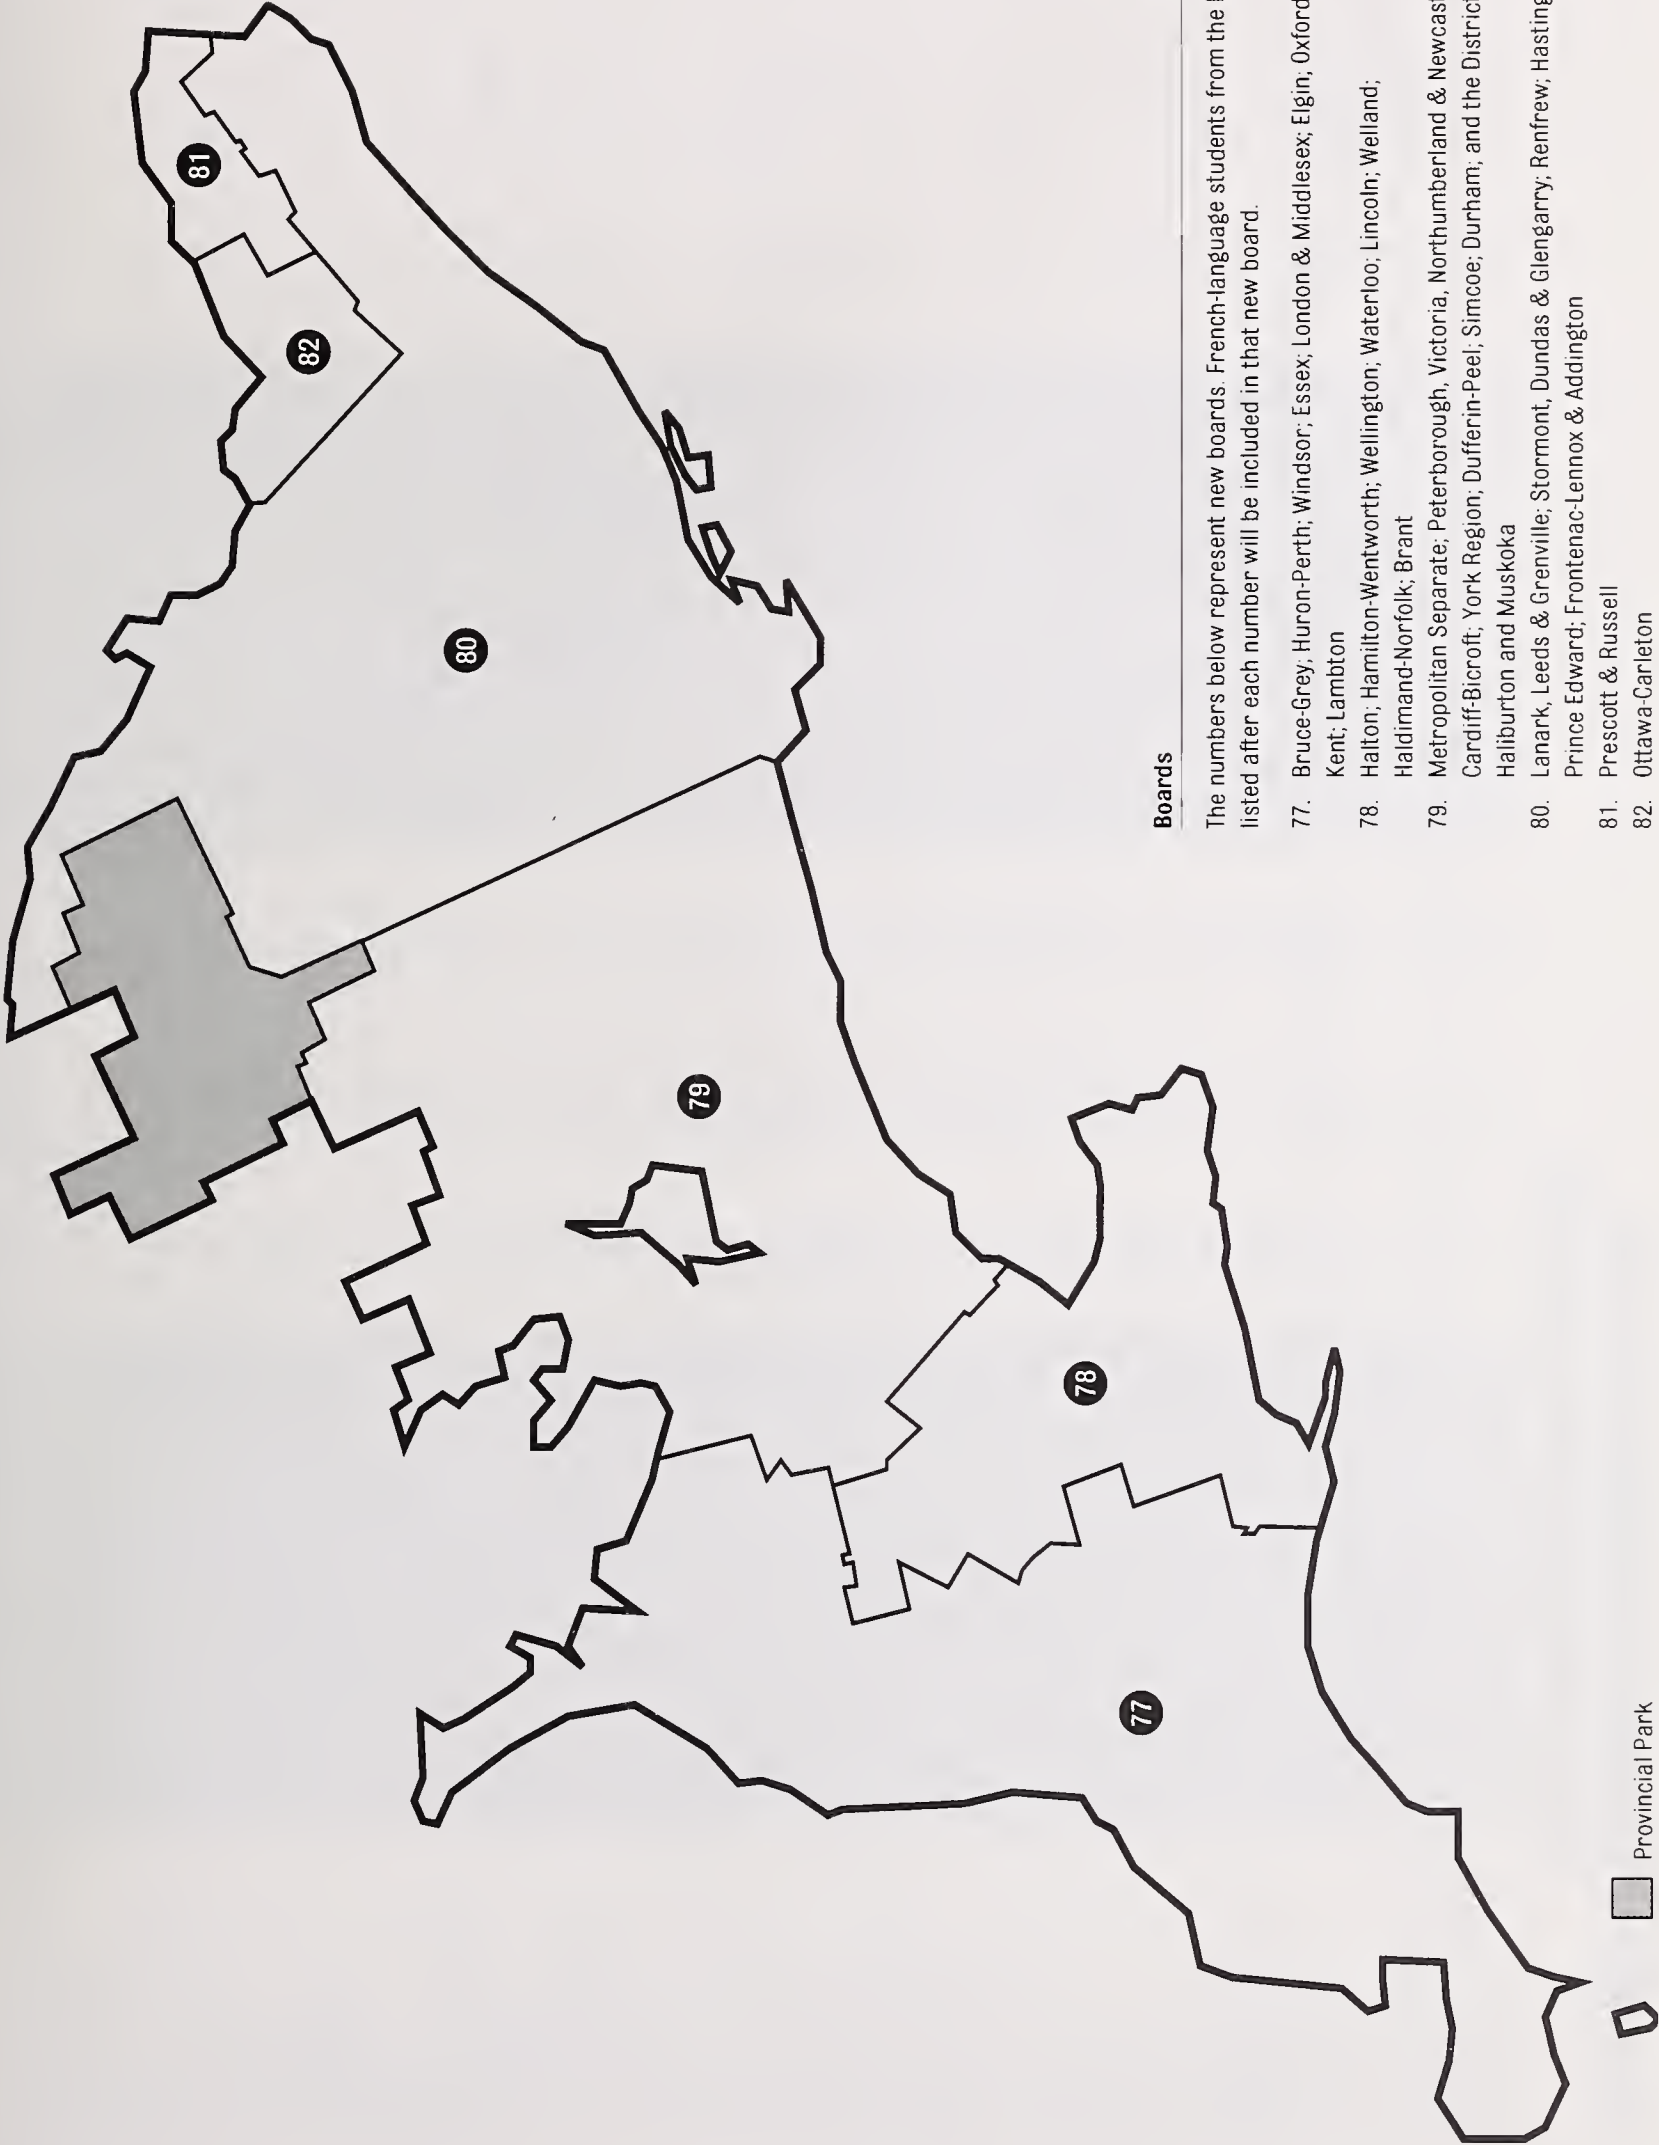 81
82
80
79
78
77
Boards
The numbers below represent new boards. French-language students from the
listed after each number will be included in that new board.
77. Bruce-Grey; Huron-Perth; Windsor; Essex; London & Middlesex; Elgin; Oxford
Kent; Lambton
78. Halton; Hamilton-Wentworth; Wellington; Waterloo; Lincoln; Welland;
Haldimand-Norfolk; Brant
79. Metropolitan Separate; Peterborough, Victoria, Northumberland & Newcast
Cardiff-Bicroft; York Region; Dufferin-Peel; Simcoe; Durham; and the District
Haliburton and Muskoka
80. Lanark, Leeds & Grenville; Stormont, Dundas & Glengarry; Renfrew; Hasting
Prince Edward; Frontenac-Lennox & Addington
81. Prescott & Russell
82. Ottawa-Carleton
Provincial Park